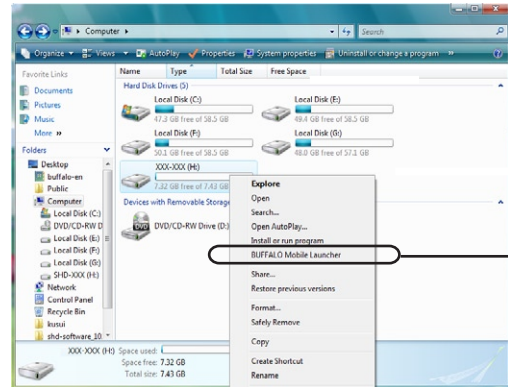 Computer
Search
Organize Views AutoPlay Properties System properties Uninstall or change a program »
Favorite Links
Documents
Pictures
Music
More »
Folders
Desktop
buffalo-en
Public
Computer
Local Disk (C:)
DVD/CD-RW D
Local Disk (E:)
Local Disk (F:)
Local Disk (G:)
SHD-XXX (H:)
Network
Control Panel
Recycle Bin
kusui
shd-software_10
Name Type Total Size Free Space
Hard Disk Drives (5)
Local Disk (C:)
47.3 GB free of 58.5 GB
Local Disk (E:)
49.4 GB free of 58.5 GB
Local Disk (F:)
50.1 GB free of 58.5 GB
Local Disk (G:)
48.0 GB free of 57.1 GB
XXX-XXX (H:)
7.32 GB free of 7.43 GB
Devices with Removable Storage
DVD/CD-RW Drive (D:)
Explore
Open
Search...
Open AutoPlay...
Install or run program
BUFFALO Mobile Launcher
Share...
Restore previous versions
Format...
Safely Remove
Copy
Create Shortcut
Rename
XXX-XXX (H:) Space used:
Space free: 7.32 GB
Total size: 7.43 GB